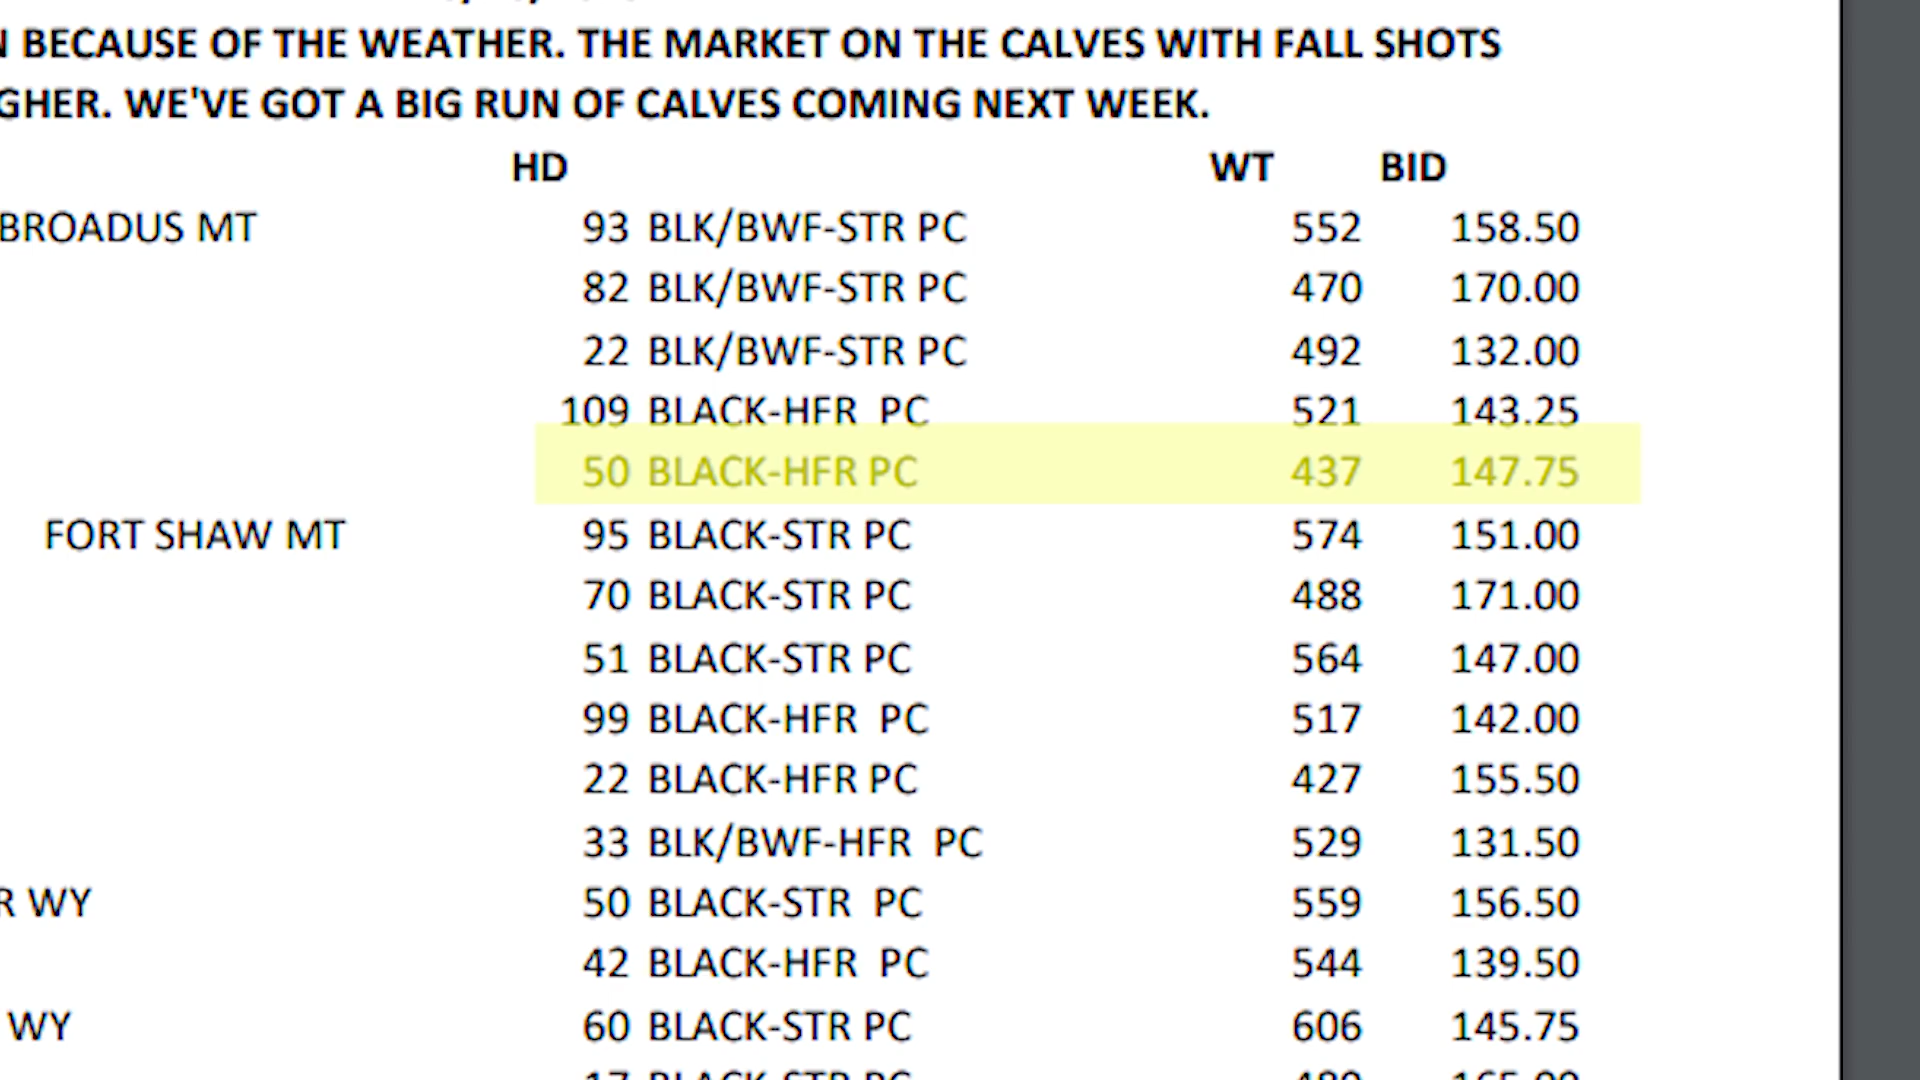 BECAUSE OF THE WEATHER. THE MARKET ON THE CALVES WITH FALL SHOTS
GHER. WE'VE GOT A BIG RUN OF CALVES COMING NEXT WEEK.
HD WT BID
BROADUS MT 93 BLK/BWF-STR PC 552 158.50
82 BLK/BWF-STR PC 470 170.00
22 BLK/BWF-STR PC 492 132.00
109 BLACK-HFR PC 521 143.25
50 BLACK-HFR PC 437 147.75
FORT SHAW MT 95 BLACK-STR PC 574 151.00
70 BLACK-STR PC 488 171.00
51 BLACK-STR PC 564 147.00
99 BLACK-HFR PC 517 142.00
22 BLACK-HFR PC 427 155.50
33 BLK/BWF-HFR PC 529 131.50
R WY 50 BLACK-STR PC 559 156.50
42 BLACK-HFR PC 544 139.50
WY 60 BLACK-STR PC 606 145.75
17 BLACK-STR PC